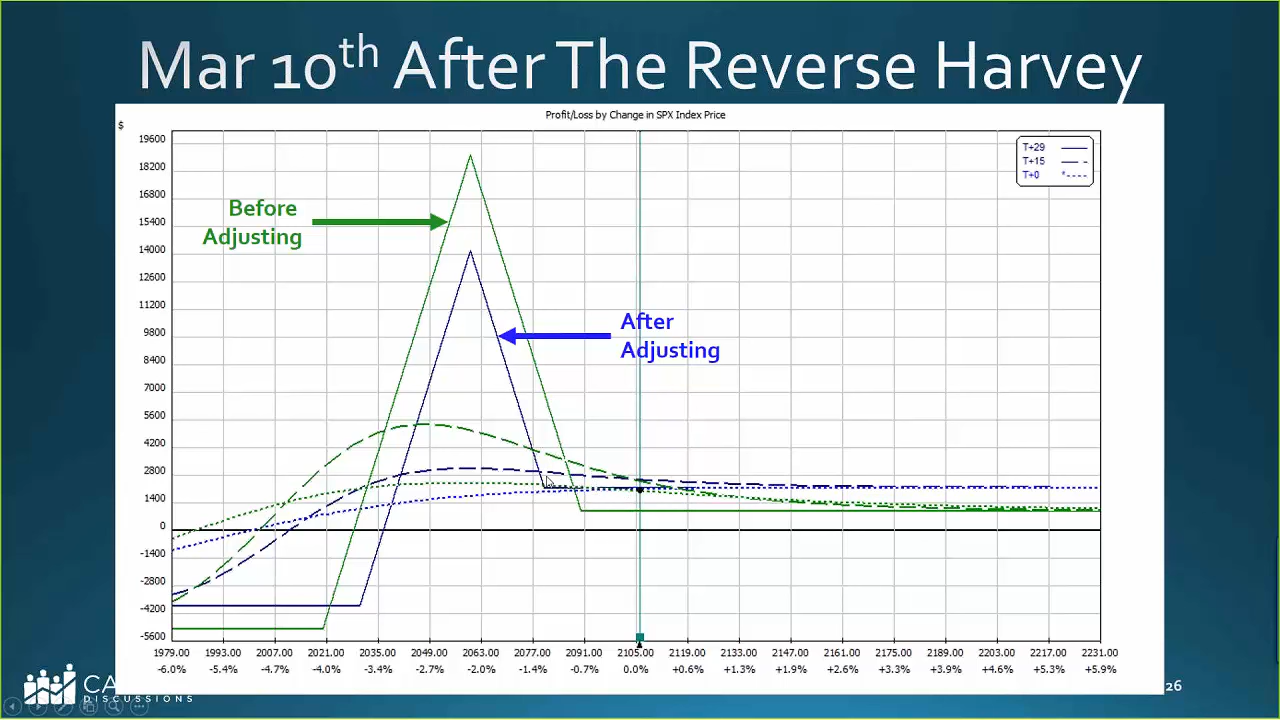 Mar 10th After The Reverse Harvey
Profit/Loss by Change in SPX Index Price
$
19600
18200
16800
15400
14000
12600
11200
9800
8400
7000
5600
4200
2800
1400
0
-1400
-2800
-4200
-5600
T+29
T+15
T+0
Before
Adjusting
After
Adjusting
1979.00 1993.00 2007.00 2021.00 2035.00 2049.00 2063.00 2077.00 2091.00 2105.00 2119.00 2133.00 2147.00 2161.00 2175.00 2189.00 2203.00 2217.00 2231.00
-6.0% -5.4% -4.7% -4.0% -3.4% -2.7% -2.0% -1.4% -0.7% 0.0% +0.6% +1.3% +1.9% +2.6% +3.3% +3.9% +4.6% +5.3% +5.9%
CA
DISCUSSIONS
26